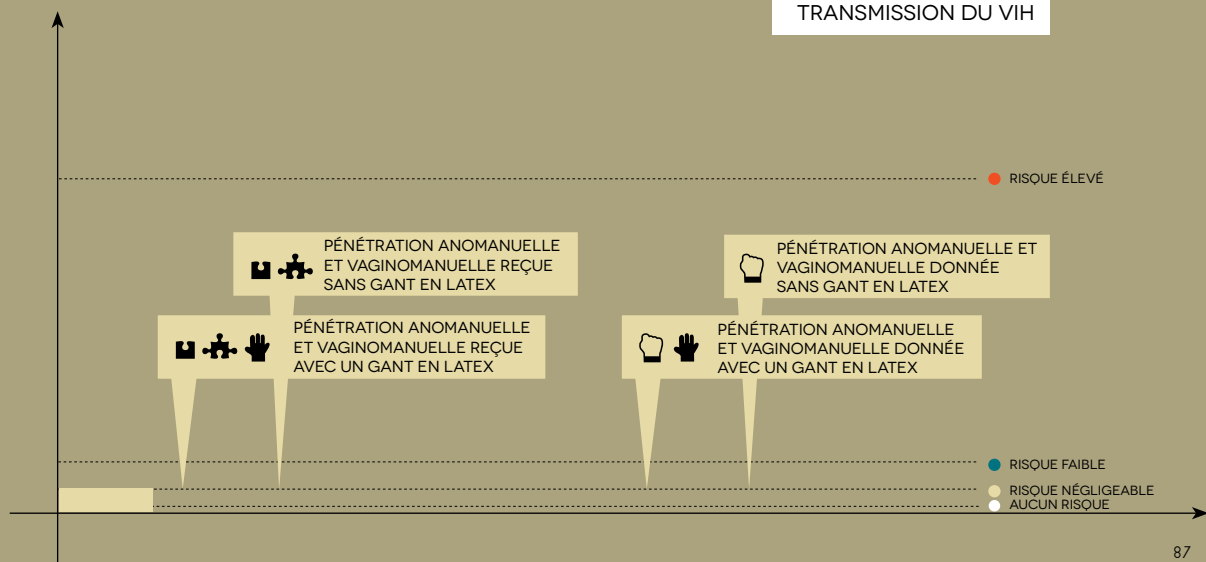 TRANSMISSION DU VIH
RISQUE ÉLEVÉ
PÉNÉTRATION ANOMANUELLE
ET VAGINOMANUELLE REÇUE
SANS GANT EN LATEX
PÉNÉTRATION ANOMANUELLE ET
VAGINOMANUELLE DONNÉE
SANS GANT EN LATEX
PÉNÉTRATION ANOMANUELLE
ET VAGINOMANUELLE REÇUE
AVEC UN GANT EN LATEX
PÉNÉTRATION ANOMANUELLE
ET VAGINOMANUELLE DONNÉE
AVEC UN GANT EN LATEX
RISQUE FAIBLE
RISQUE NÉGLIGEABLE
AUCUN RISQUE
87